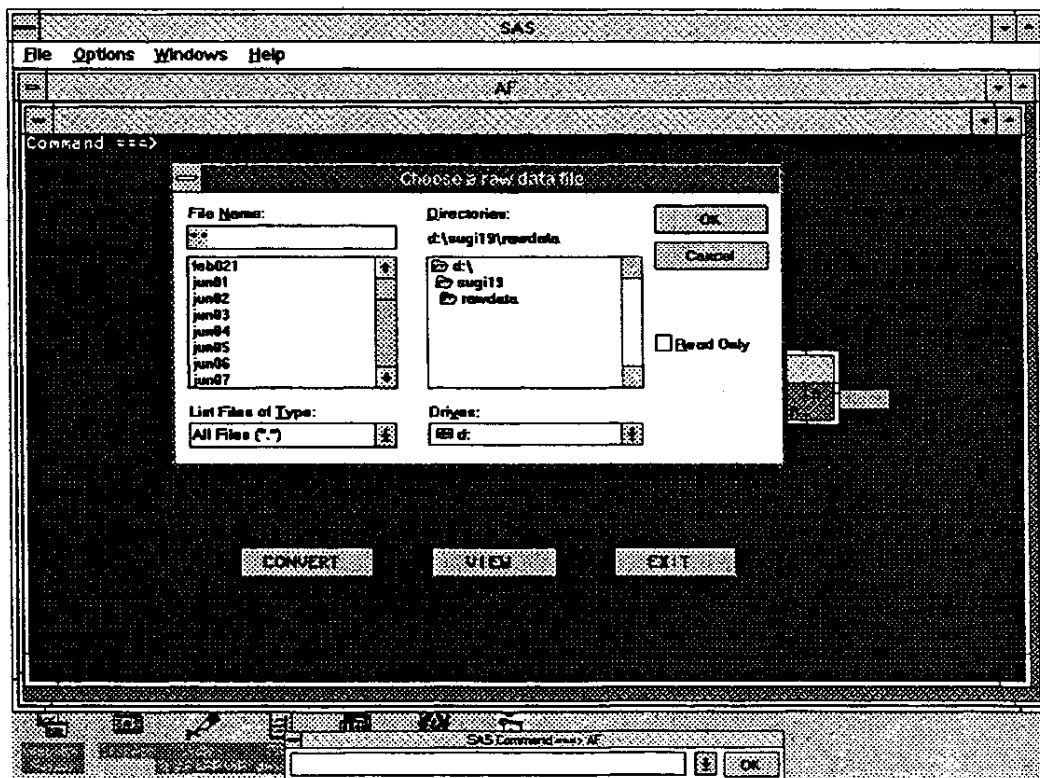 SAS
File Options Windows Help
AF
Command ===>
Choose a raw data file
File Name:
*.*
feb021
jun01
jun02
jun03
jun04
jun05
jun06
jun07
List Files of Type:
All Files (*.*)
Directories:
d:\sugi19\rawdata
d:\
sugi19
rawdata
Drives:
d:
OK
Cancel
Read Only
CONVERT VIEW EXIT
SAS Command ===> AF
OK